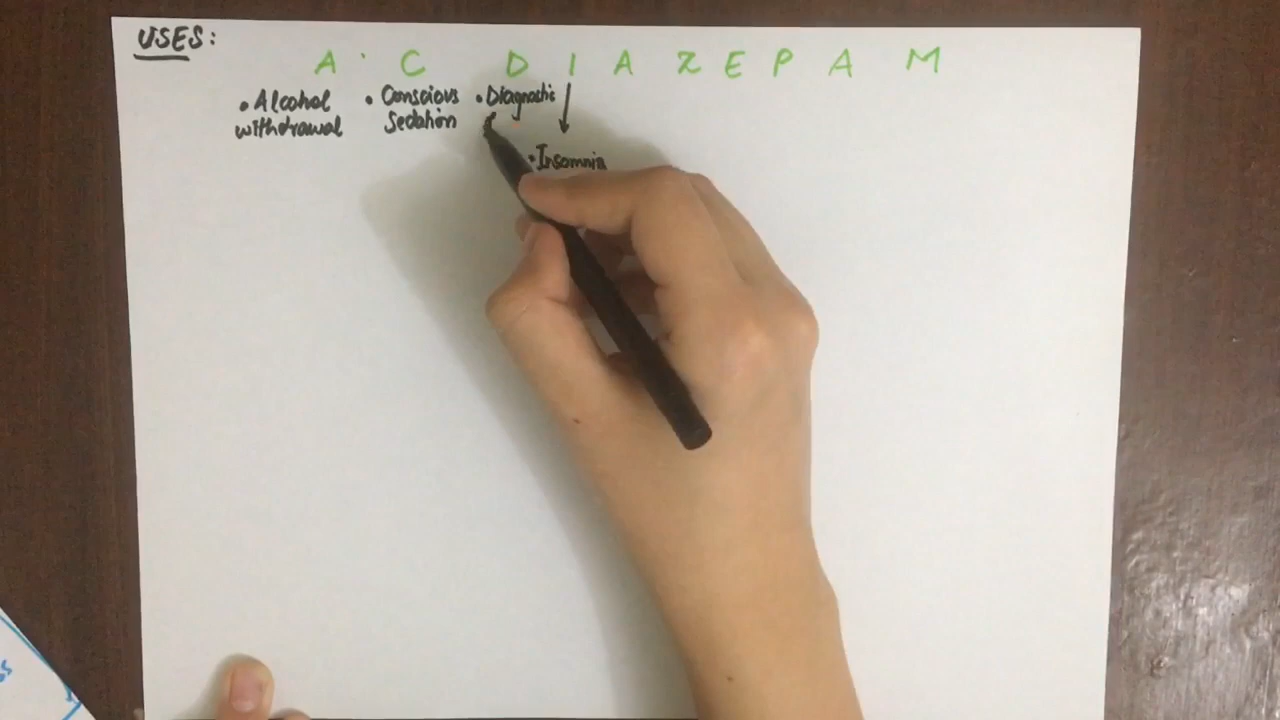 USES:
A · C D I A Z E P A M
• Alcohol
withdrawal
• Conscious
Sedation
• Diagnostic
• Insomnia